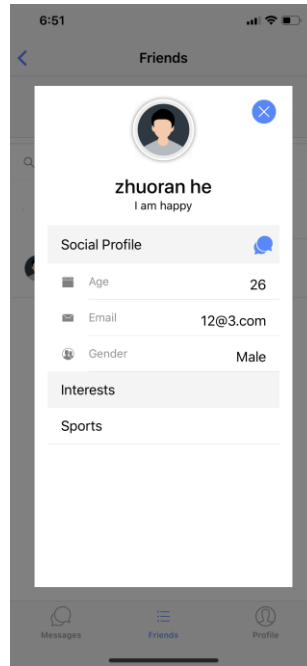 6:51
Friends
zhuoran he
I am happy
Social Profile
Age 26
Email 12@3.com
Gender Male
Interests
Sports
Messages Friends Profile